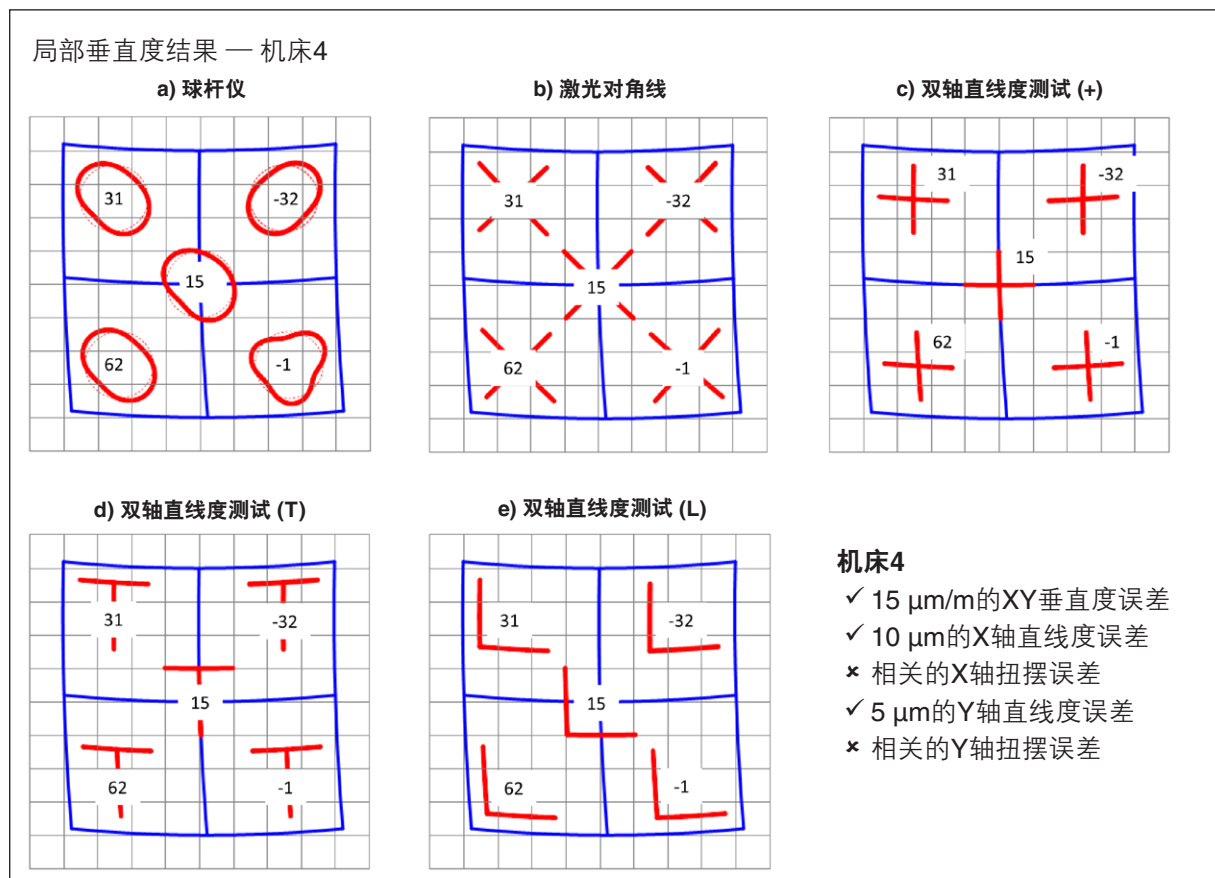 局部垂直度结果 — 机床4
a) 球杆仪
b) 激光对角线
c) 双轴直线度测试 (+)
31
-32
15
62
-1
31
-32
15
62
-1
31
-32
15
62
-1
d) 双轴直线度测试 (T)
e) 双轴直线度测试 (L)
31
-32
15
62
-1
31
-32
15
62
-1
机床4
✓ 15 µm/m的XY垂直度误差
✓ 10 µm的X轴直线度误差
× 相关的X轴扭摆误差
✓ 5 µm的Y轴直线度误差
× 相关的Y轴扭摆误差